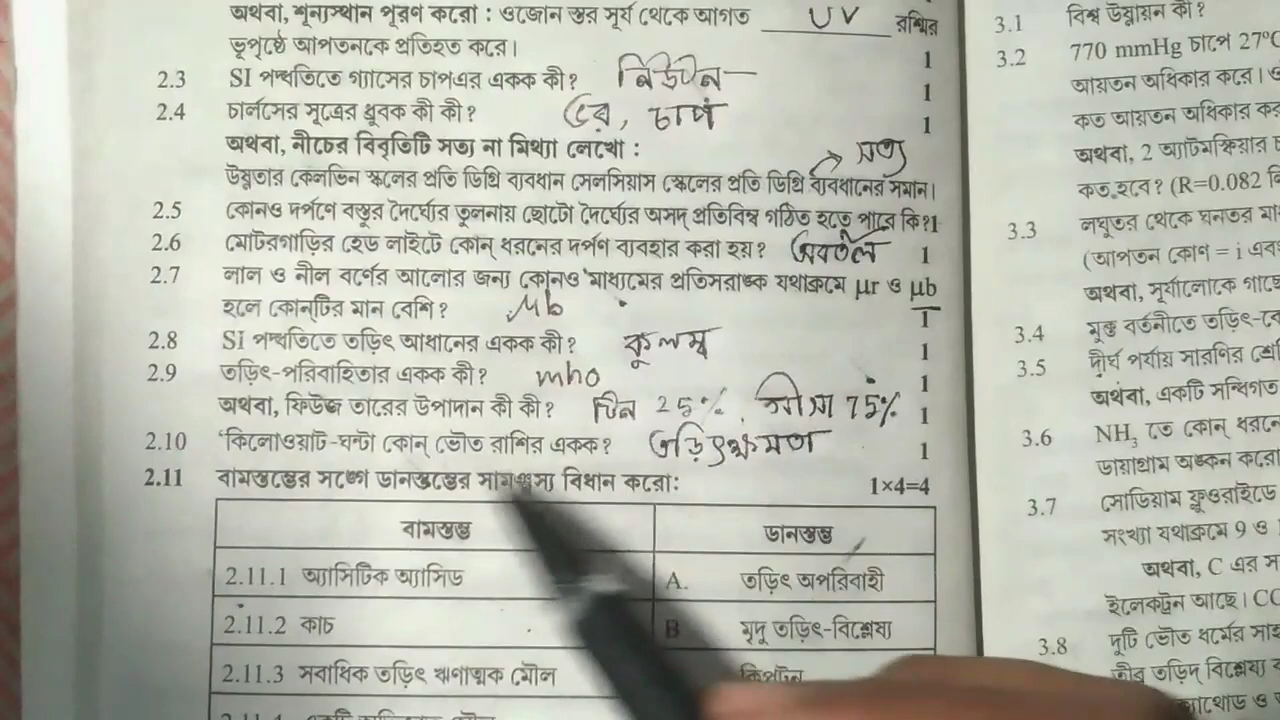 অথবা, শূন্যস্থান পূরণ করো : ওজোন স্তর সূর্য থেকে আগত UV রশ্মির
ভূপৃষ্ঠে আপতনকে প্রতিহত করে। 1
2.3 SI পদ্ধতিতে গ্যাসের চাপএর একক কী? নিউটন 1
2.4 চার্লসের সূত্রের ধ্রুবক কী কী? ভর, চাপ 1
অথবা, নীচের বিবৃতিটি সত্য না মিথ্যা লেখো : সত্য
উষ্ণতার কেলভিন স্কেলের প্রতি ডিগ্রি ব্যবধান সেলসিয়াস স্কেলের প্রতি ডিগ্রি ব্যবধানের সমান।
2.5 কোনও দর্পণে বস্তুর দৈর্ঘ্যের তুলনায় ছোটো দৈর্ঘ্যের অসদ্ প্রতিবিম্ব গঠিত হতে পারে কি?1
2.6 মোটরগাড়ির হেড লাইটে কোন্ ধরনের দর্পণ ব্যবহার করা হয়? অবতল 1
2.7 লাল ও নীল বর্ণের আলোর জন্য কোনও মাধ্যমের প্রতিসরাঙ্ক যথাক্রমে μr ও μb
হলে কোন্‌টির মান বেশি? μb 1
2.8 SI পদ্ধতিতে তড়িৎ আধানের একক কী? কুলম্ব 1
2.9 তড়িৎ-পরিবাহিতার একক কী? mho 1
অথবা, ফিউজ তারের উপাদান কী কী? টিন 25% সীসা 75% 1
2.10 'কিলোওয়াট-ঘন্টা কোন্ ভৌত রাশির একক? তড়িৎক্ষমতা 1
2.11 বামস্তম্ভের সঙ্গে ডানস্তম্ভের সামঞ্জস্য বিধান করো: 1×4=4
বামস্তম্ভ ডানস্তম্ভ
2.11.1 অ্যাসিটিক অ্যাসিড A. তড়িৎ অপরিবাহী
2.11.2 কাচ B মৃদু তড়িৎ-বিশ্লেষ্য
2.11.3 সর্বাধিক তড়িৎ ঋণাত্মক মৌল ক্রিপটন
3.1 বিশ্ব উষ্ণায়ন কী?
3.2 770 mmHg চাপে 27°C
আয়তন অধিকার করে।
কত আয়তন অধিকার কর
অথবা, 2 অ্যাটমস্ফিয়ার
কত হবে? (R=0.082
3.3 লঘুতর থেকে ঘনতর মা
(আপতন কোণ = i এব
অথবা, সূর্যালোকে গাছে
3.4 মুক্ত বর্তনীতে তড়িৎ-কো
3.5 দীর্ঘ পর্যায় সারণির শ্রে
অথবা, একটি সন্ধিগত
3.6 NH₃ তে কোন্ ধরনে
ডায়াগ্রাম অঙ্কন করো
3.7 সোডিয়াম ফ্লুওরাইডে
সংখ্যা যথাক্রমে 9 ও
অথবা, C এর স
ইলেকট্রন আছে। CC
3.8 দুটি ভৌত ধর্মের সা
তীব্র তড়িদ্ বিশ্লেষ্য